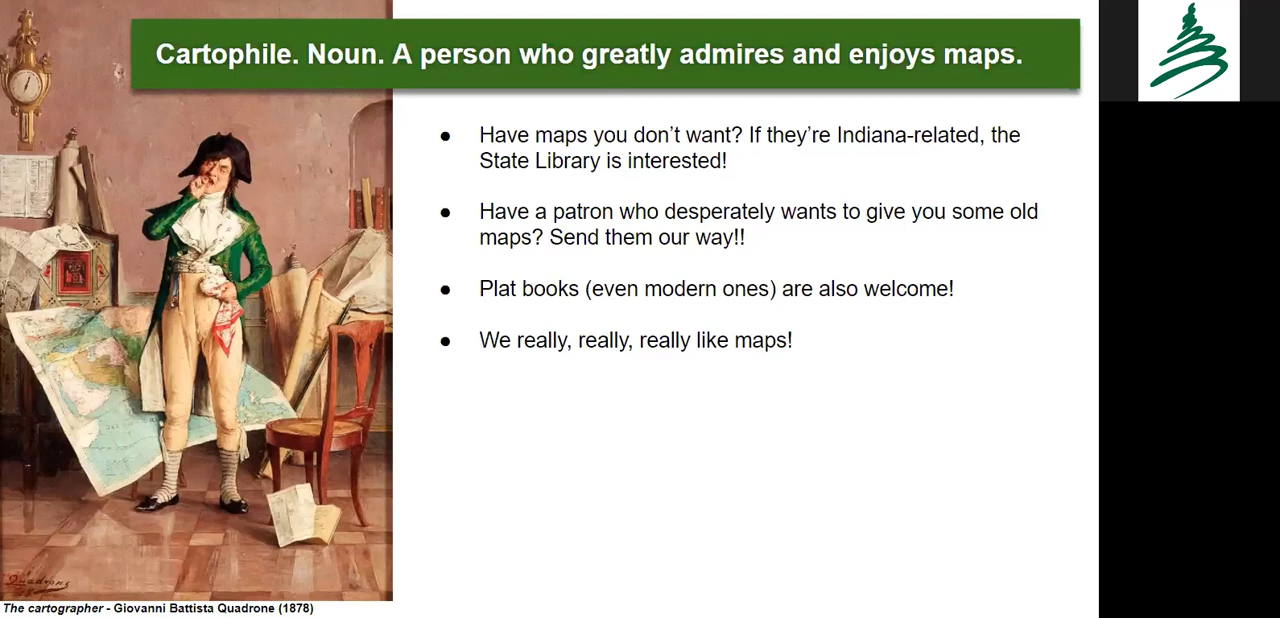 Cartophile. Noun. A person who greatly admires and enjoys maps.
● Have maps you don’t want? If they’re Indiana-related, the
State Library is interested!
● Have a patron who desperately wants to give you some old
maps? Send them our way!!
● Plat books (even modern ones) are also welcome!
● We really, really, really like maps!
Quadrone
The cartographer - Giovanni Battista Quadrone (1878)